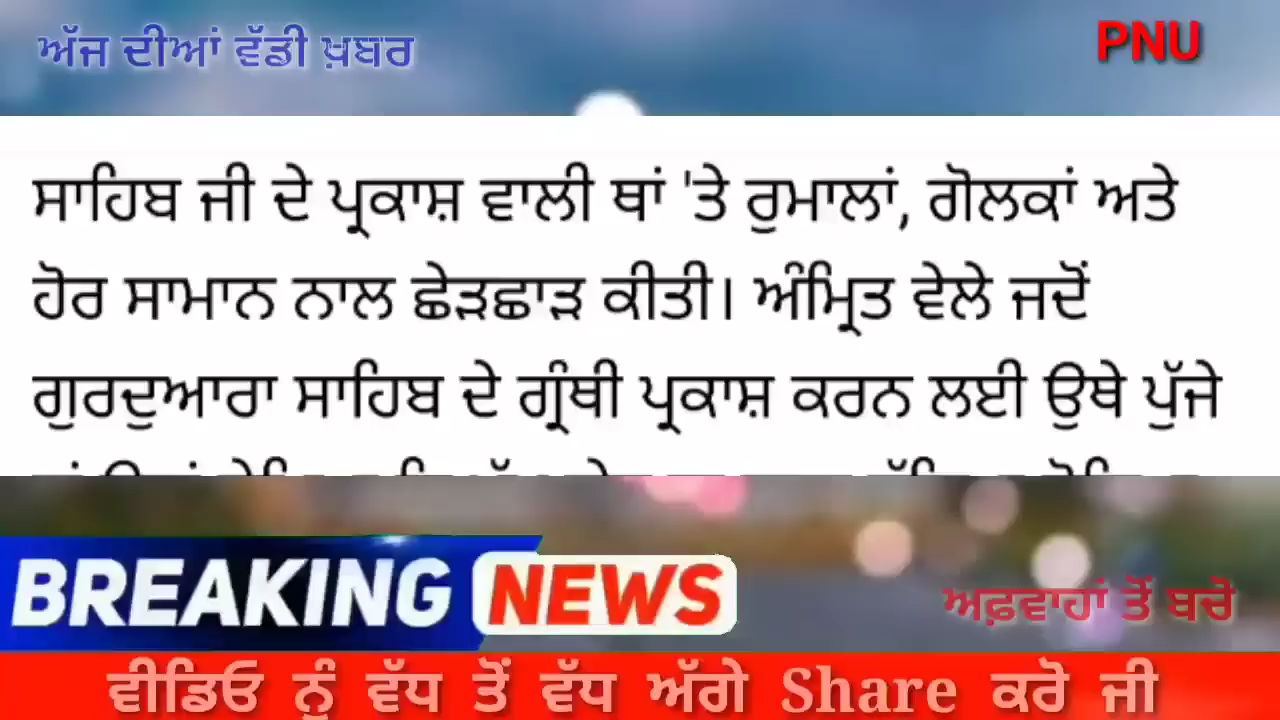 ਅੱਜ ਦੀਆਂ ਵੱਡੀ ਖ਼ਬਰ
PNU
ਸਾਹਿਬ ਜੀ ਦੇ ਪ੍ਰਕਾਸ਼ ਵਾਲੀ ਥਾਂ 'ਤੇ ਰੁਮਾਲਾਂ, ਗੋਲਕਾਂ ਅਤੇ
ਹੋਰ ਸਾਮਾਨ ਨਾਲ ਛੇੜਛਾੜ ਕੀਤੀ। ਅੰਮ੍ਰਿਤ ਵੇਲੇ ਜਦੋਂ
ਗੁਰਦੁਆਰਾ ਸਾਹਿਬ ਦੇ ਗ੍ਰੰਥੀ ਪ੍ਰਕਾਸ਼ ਕਰਨ ਲਈ ਉਥੇ ਪੁੱਜੇ
BREAKING NEWS
ਅਫ਼ਵਾਹਾਂ ਤੋਂ ਬਚੋ
ਵੀਡਿਓ ਨੂੰ ਵੱਧ ਤੋਂ ਵੱਧ ਅੱਗੇ Share ਕਰੋ ਜੀ